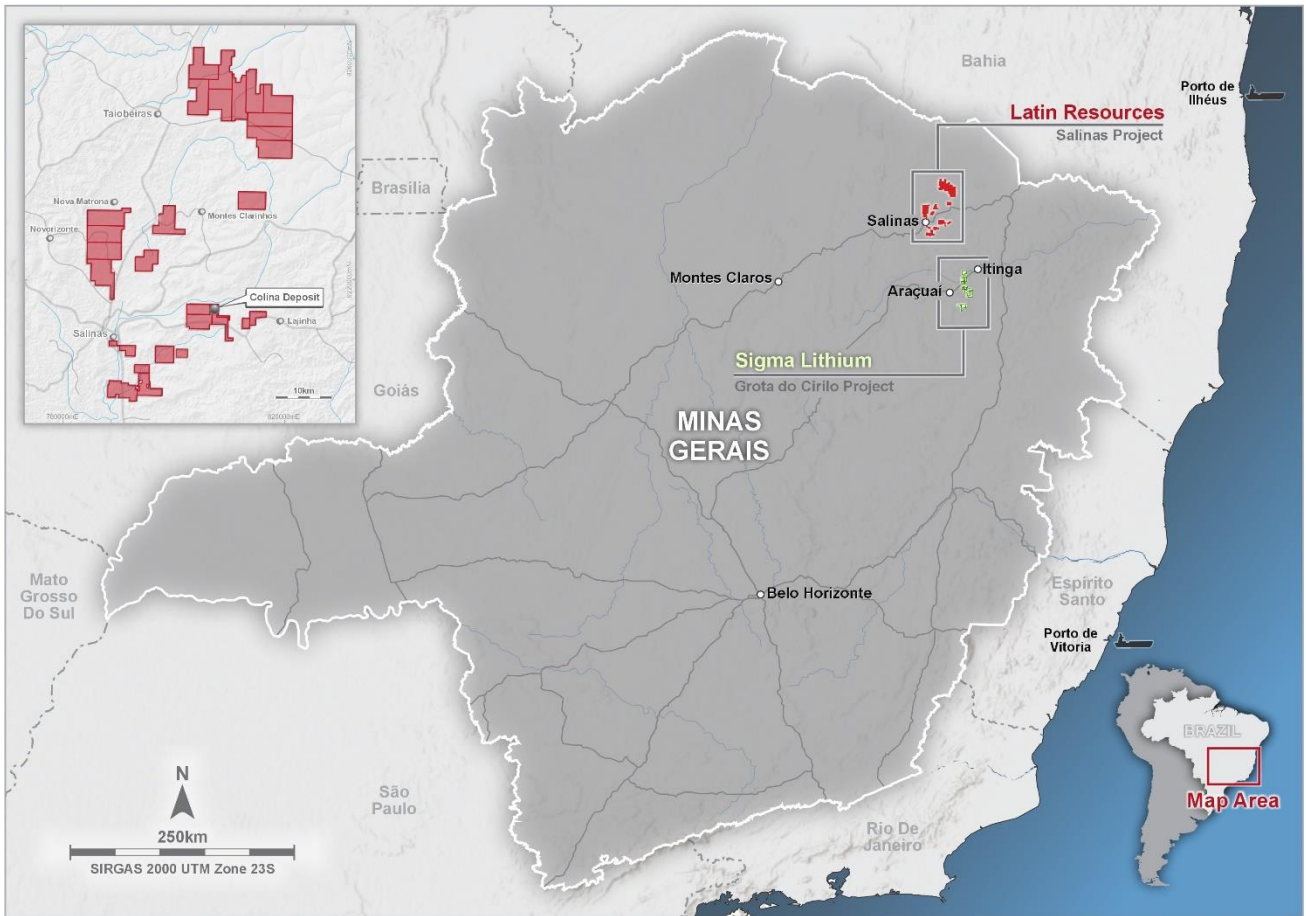 Taiobeiras
Nova Matrona
Montes Clarinhos
Novorizonte
Colina Deposit
Salinas
Lajinha
10km
760000mE
820000mE
Bahia
Porto de
Ilhéus
Latin Resources
Salinas Project
Brasília
Salinas
Montes Claros
Itinga
Araçuaí
Sigma Lithium
Grota do Cirilo Project
Goiás
MINAS
GERAIS
Mato
Grosso
Do Sul
Belo Horizonte
Espírito
Santo
Porto de
Vitoria
BRAZIL
Map Area
São
Paulo
Rio De
Janeiro
N
250km
SIRGAS 2000 UTM Zone 23S